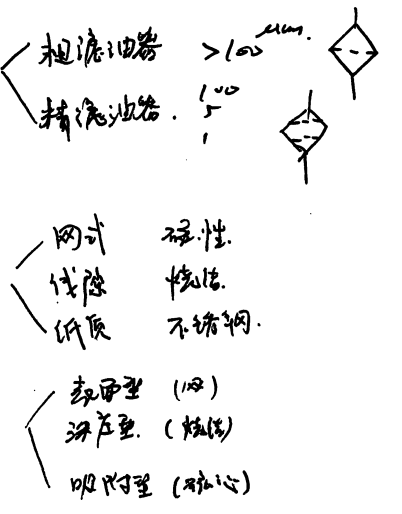 粗滤油器 >100 μm.
精滤油器. 100
5
1
网式 磁性.
线隙 烧结.
纸质 不锈钢.
表面型 (网)
深度型. (烧结)
吸附型 (磁心)